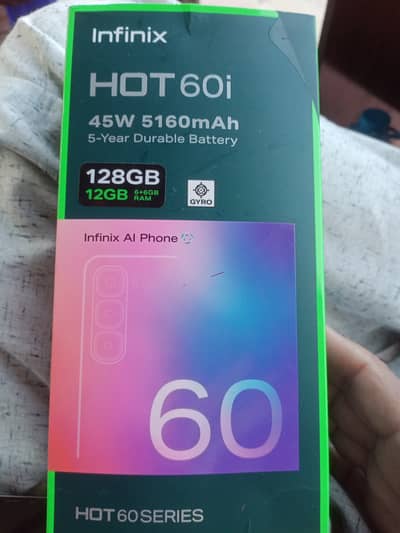 Infinix
HOT 60i
45W 5160mAh
5-Year Durable Battery
128GB
12GB 6+6GB RAM
GYRO
Infinix AI Phone
60
HOT 60 SERIES